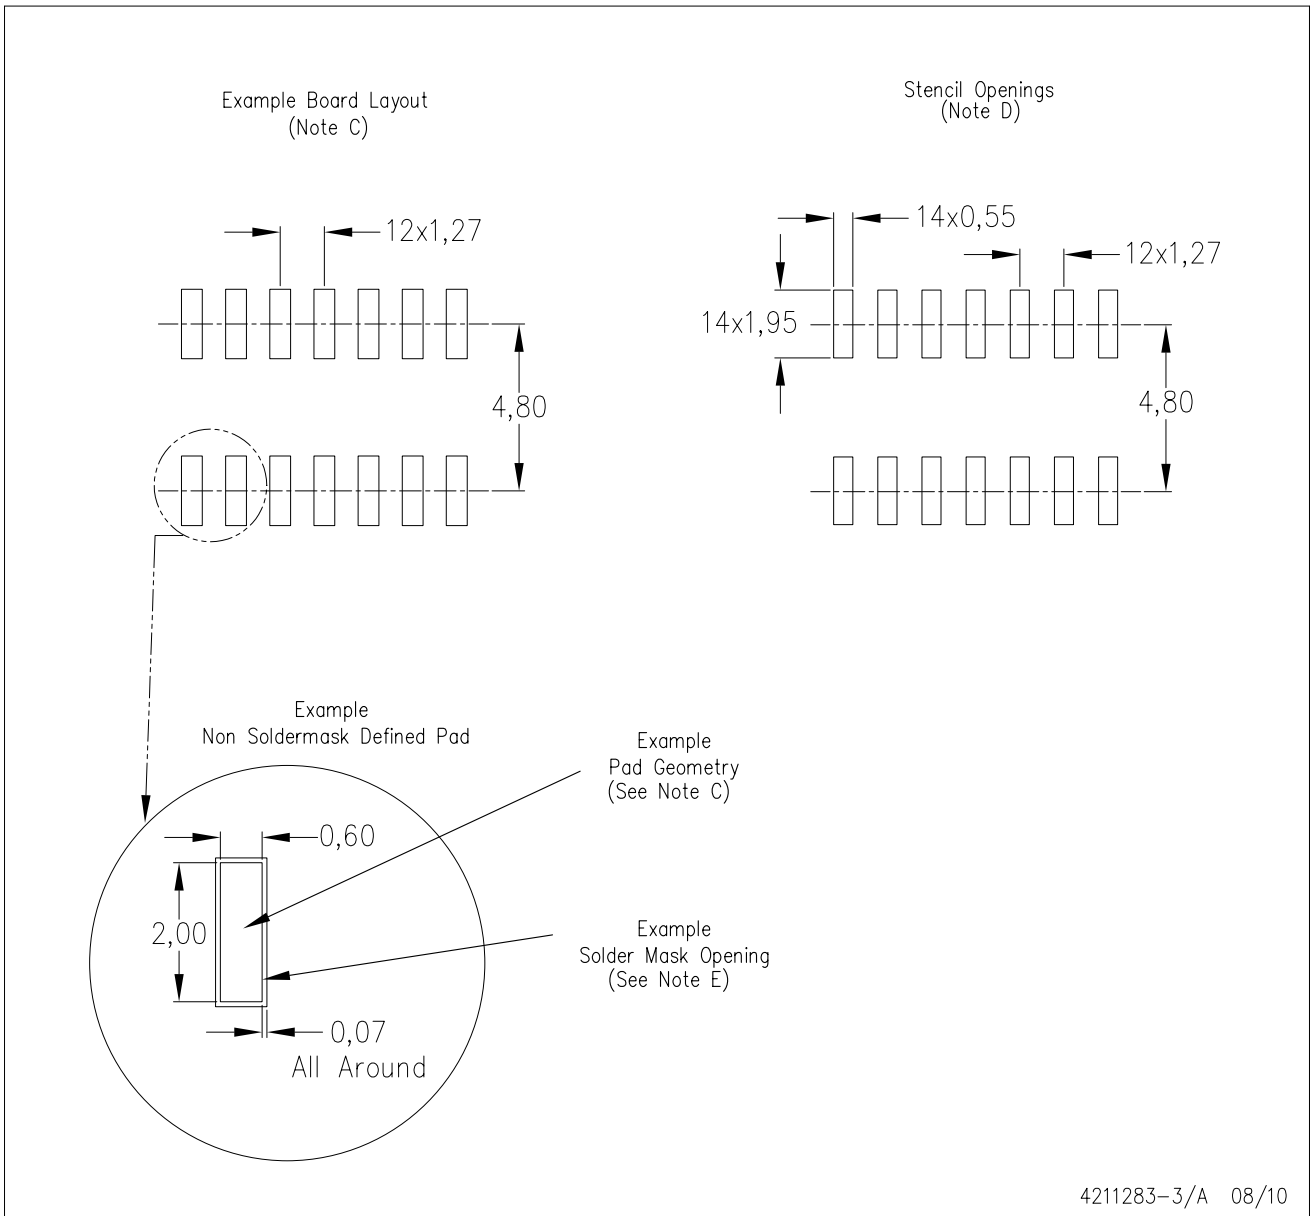 Example Board Layout
(Note C)
Stencil Openings
(Note D)
12x1,27
14x0,55
12x1,27
14x1,95
4,80
4,80
Example
Non Soldermask Defined Pad
Example
Pad Geometry
(See Note C)
0,60
2,00
Example
Solder Mask Opening
(See Note E)
0,07
All Around
4211283-3/A 08/10